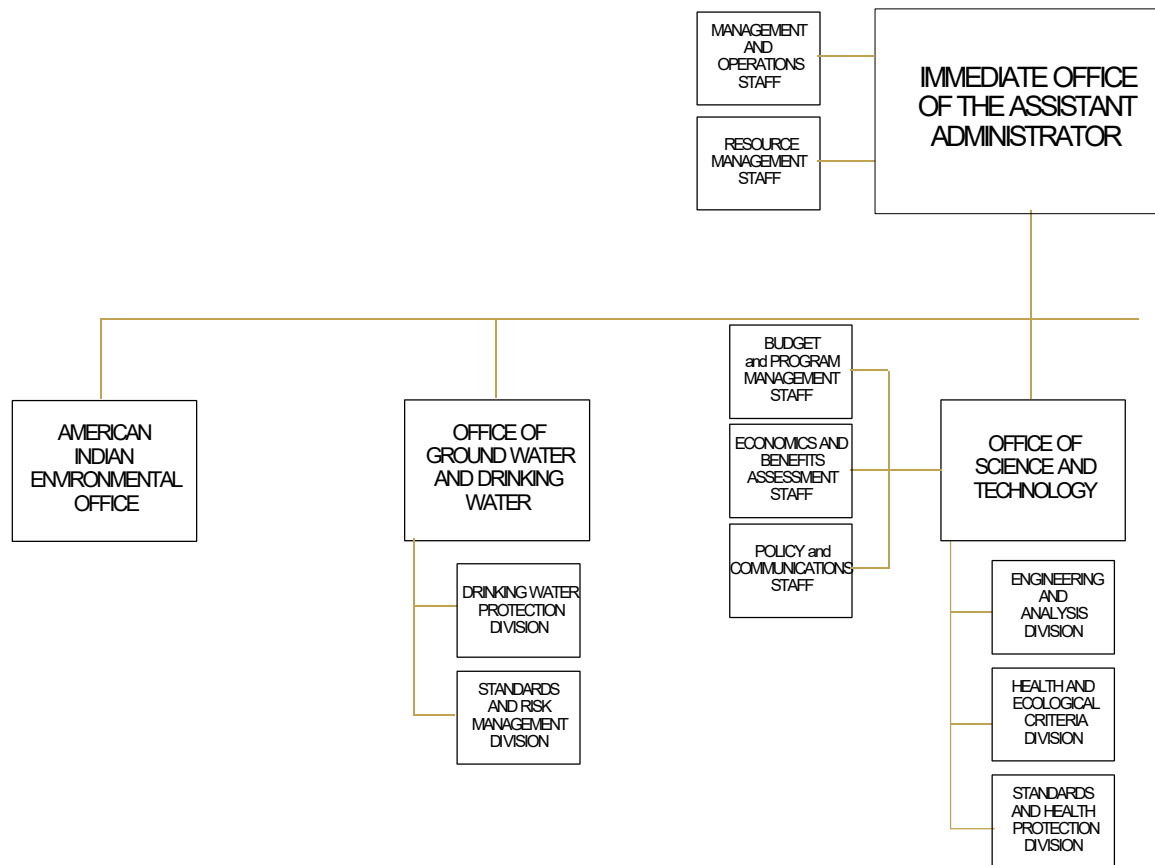 MANAGEMENT
AND
OPERATIONS
STAFF
IMMEDIATE OFFICE
OF THE ASSISTANT
ADMINISTRATOR
RESOURCE
MANAGEMENT
STAFF
AMERICAN
INDIAN
ENVIRONMENTAL
OFFICE
OFFICE OF
GROUND WATER
AND DRINKING
WATER
DRINKING WATER
PROTECTION
DIVISION
STANDARDS
AND RISK
MANAGEMENT
DIVISION
BUDGET
and PROGRAM
MANAGEMENT
STAFF
ECONOMICS AND
BENEFITS
ASSESSMENT
STAFF
POLICY and
COMMUNICATIONS
STAFF
OFFICE OF
SCIENCE AND
TECHNOLOGY
ENGINEERING
AND
ANALYSIS
DIVISION
HEALTH AND
ECOLOGICAL
CRITERIA
DIVISION
STANDARDS
AND HEALTH
PROTECTION
DIVISION